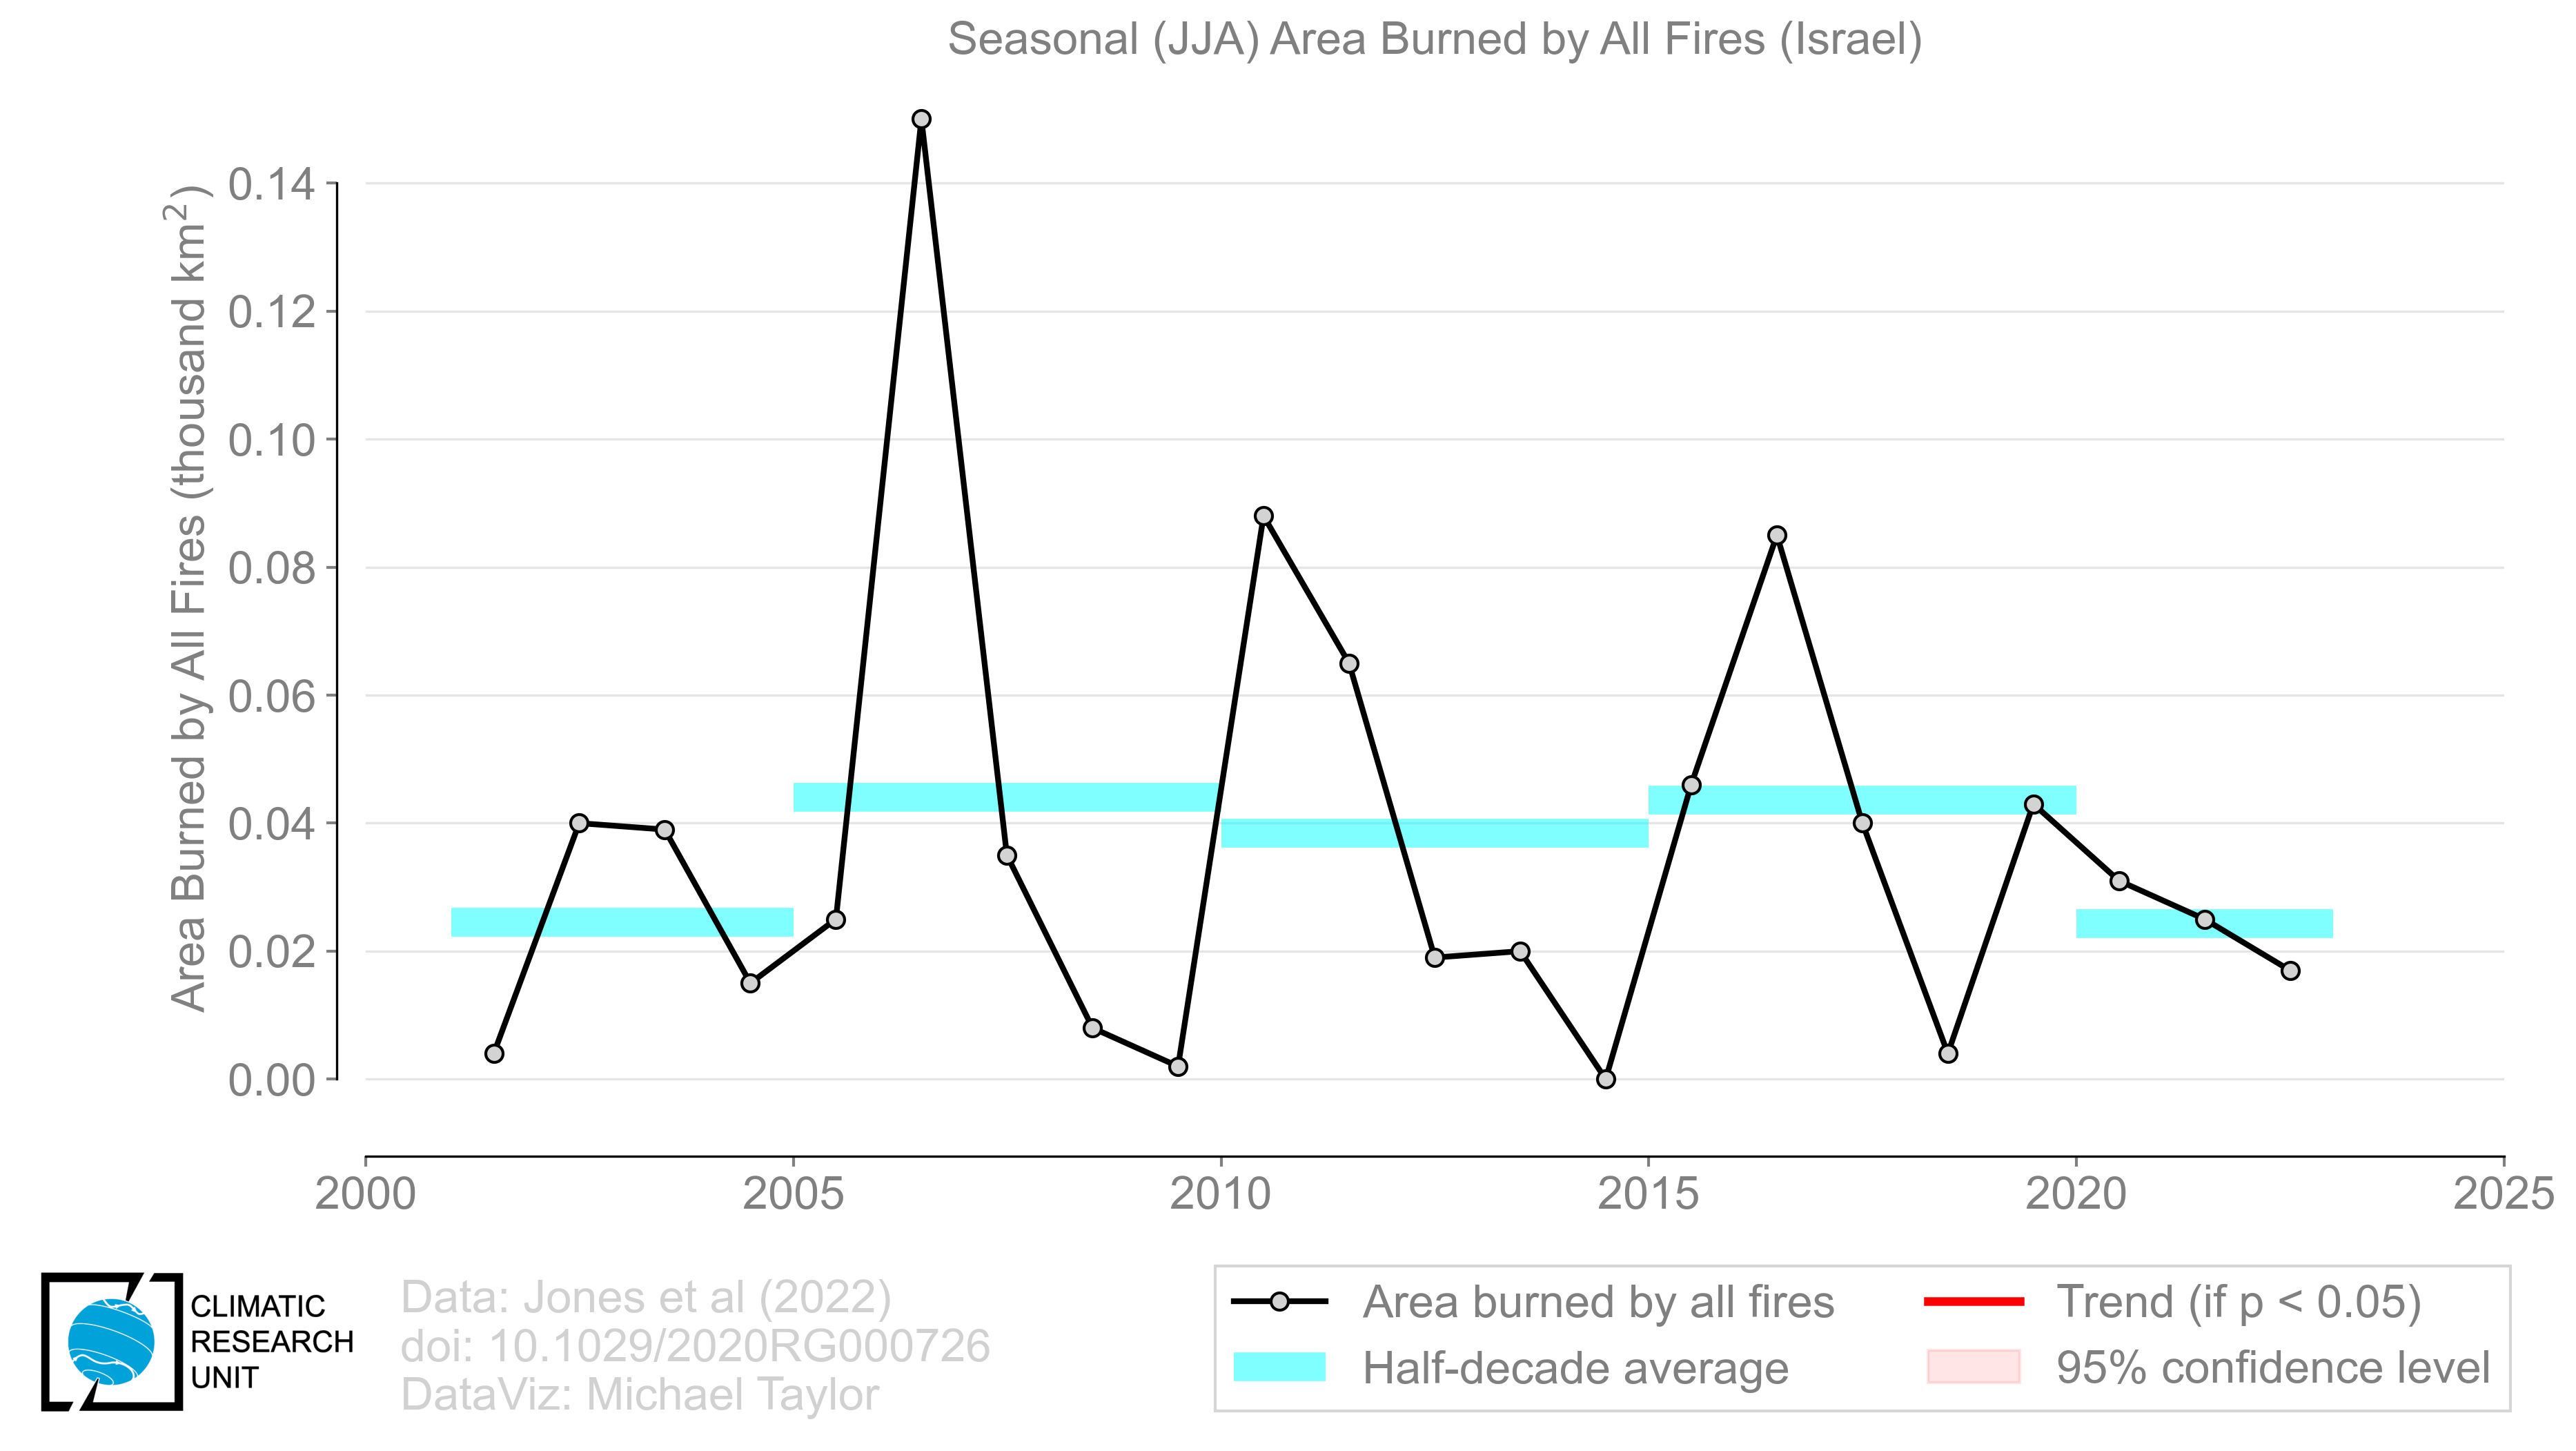 Seasonal (JJA) Area Burned by All Fires (Israel)
Area Burned by All Fires (thousand km²)
0.14
0.12
0.10
0.08
0.06
0.04
0.02
0.00
2000 2005 2010 2015 2020 2025
CLIMATIC
RESEARCH
UNIT
Data: Jones et al (2022)
doi: 10.1029/2020RG000726
DataViz: Michael Taylor
Area burned by all fires
Half-decade average
Trend (if p < 0.05)
95% confidence level